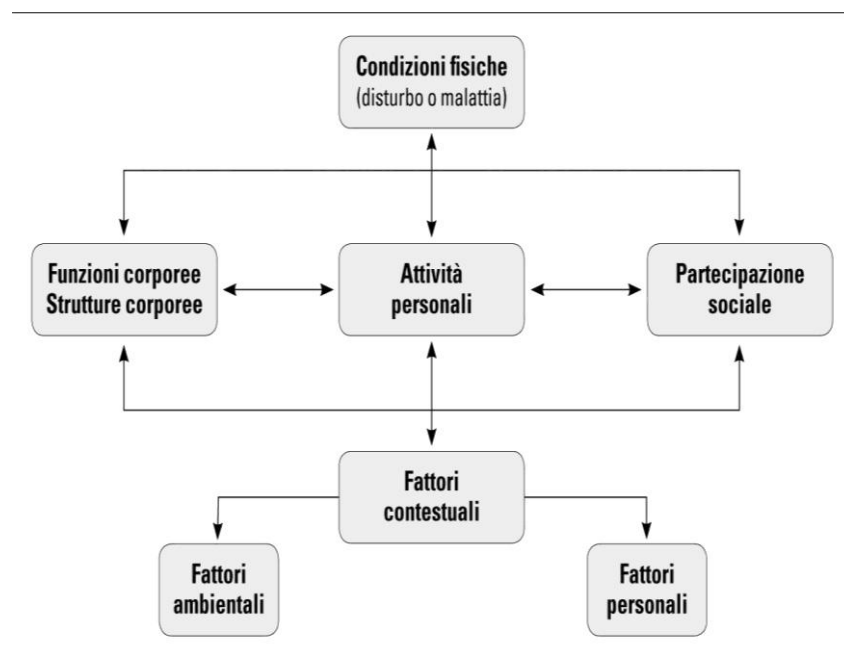 Condizioni fisiche
(disturbo o malattia)
Funzioni corporee
Strutture corporee
Attività
personali
Partecipazione
sociale
Fattori
contestuali
Fattori
ambientali
Fattori
personali